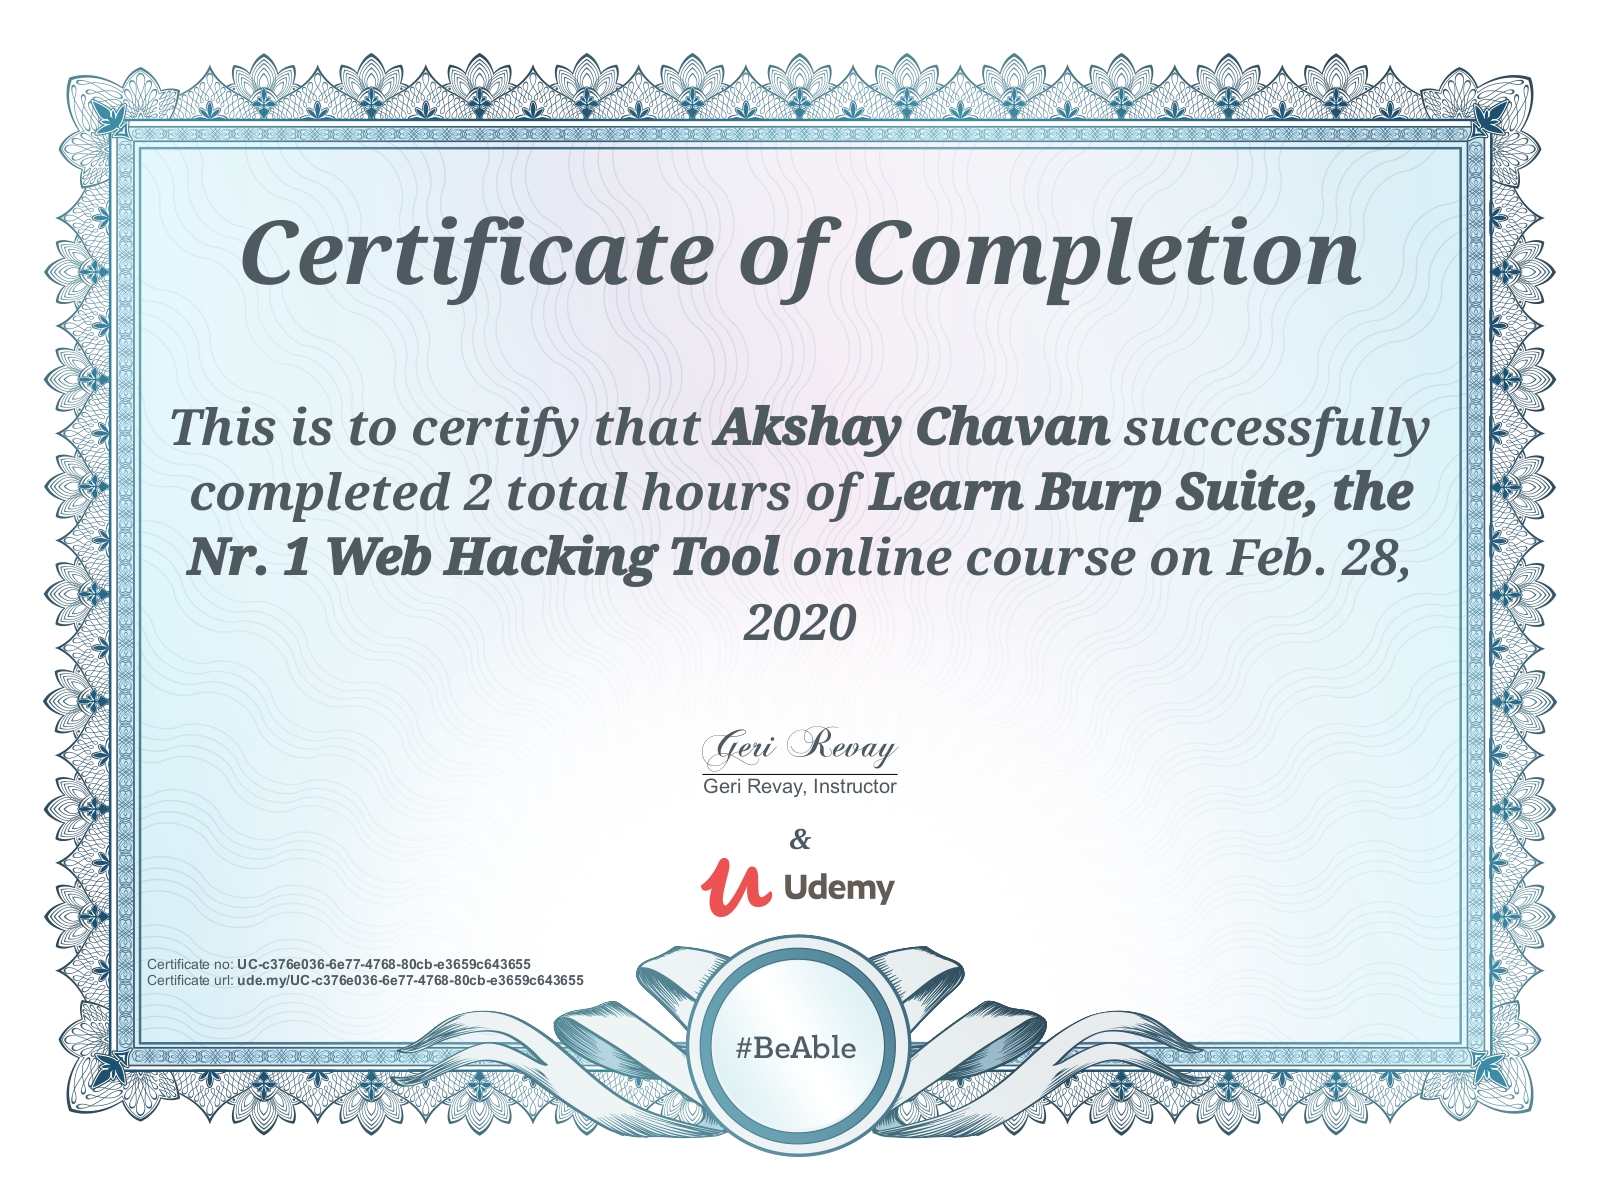 Certificate of Completion
This is to certify that Akshay Chavan successfully
completed 2 total hours of Learn Burp Suite, the
Nr. 1 Web Hacking Tool online course on Feb. 28,
2020
Geri Revay
Geri Revay, Instructor
&
Udemy
Certificate no: UC-c376e036-6e77-4768-80cb-e3659c643655
Certificate url: ude.my/UC-c376e036-6e77-4768-80cb-e3659c643655
#BeAble